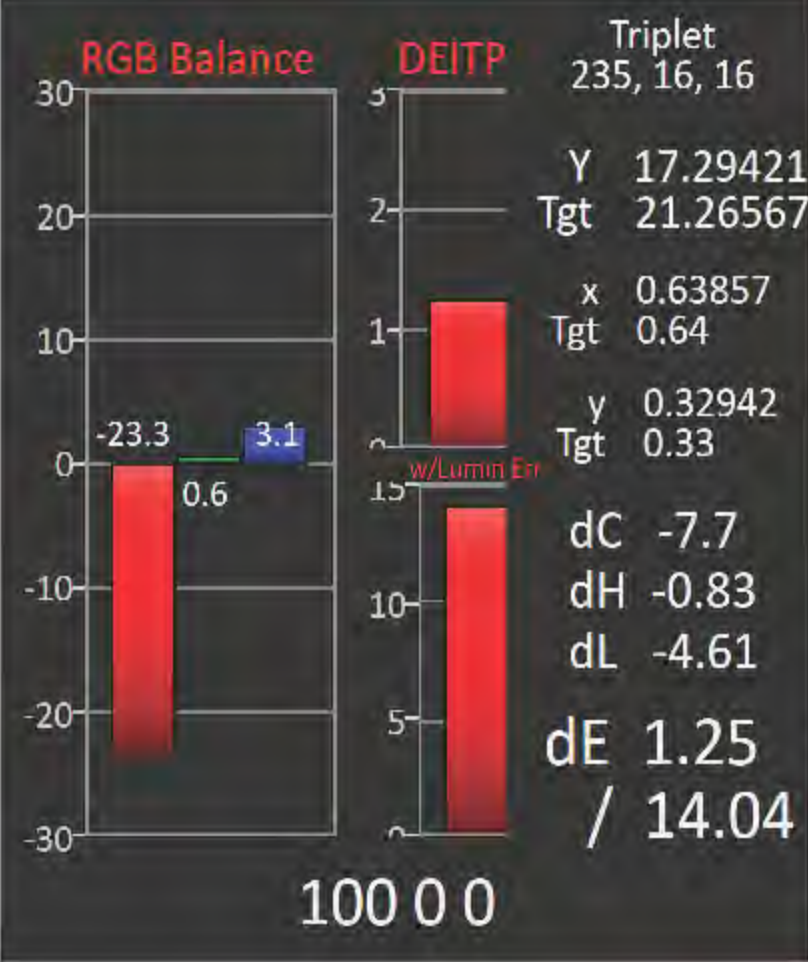 RGB Balance
30
20
10
0
-10
-20
-30
-23.3
0.6
3.1
DEITP
3
2
1
0
w/Lumin Err
15
10
5
0
Triplet
235, 16, 16
Y 17.29421
Tgt 21.26567
x 0.63857
Tgt 0.64
y 0.32942
Tgt 0.33
dC -7.7
dH -0.83
dL -4.61
dE 1.25
/ 14.04
100 0 0